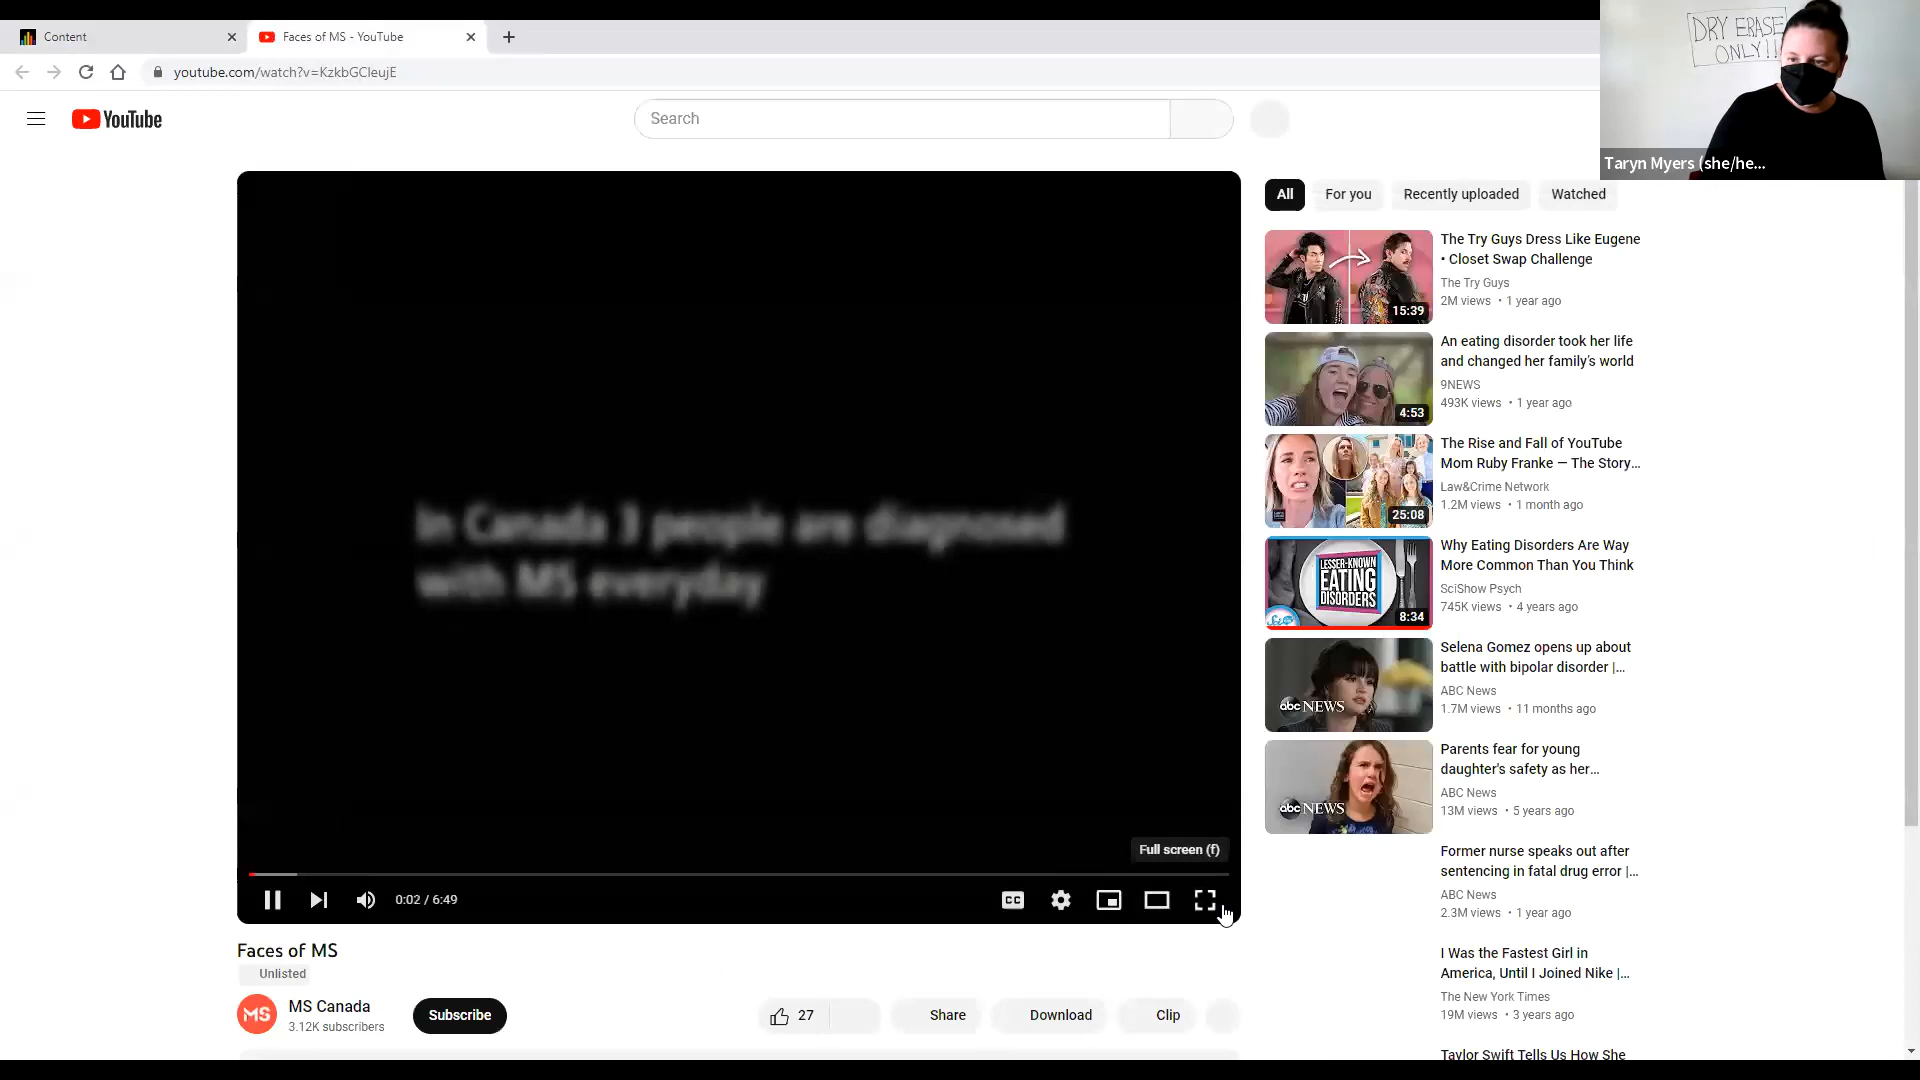 Content
Faces of MS - YouTube
youtube.com/watch?v=KzkbGCleujE
DRY ERASE
ONLY!!!
Taryn Myers (she/he...
YouTube
Search
All
For you
Recently uploaded
Watched
In Canada 3 people are diagnosed
with MS everyday
Full screen (f)
0:02 / 6:49
CC
Faces of MS
Unlisted
MS
MS Canada
3.12K subscribers
Subscribe
27
Share
Download
Clip
15:39
The Try Guys Dress Like Eugene
• Closet Swap Challenge
The Try Guys
2M views • 1 year ago
4:53
An eating disorder took her life
and changed her family's world
9NEWS
493K views • 1 year ago
25:08
The Rise and Fall of YouTube
Mom Ruby Franke — The Story...
Law&Crime Network
1.2M views • 1 month ago
LESSER-KNOWN
EATING
DISORDERS
8:34
Why Eating Disorders Are Way
More Common Than You Think
SciShow Psych
745K views • 4 years ago
abc NEWS
Selena Gomez opens up about
battle with bipolar disorder |...
ABC News
1.7M views • 11 months ago
abc NEWS
Parents fear for young
daughter's safety as her...
ABC News
13M views • 5 years ago
Former nurse speaks out after
sentencing in fatal drug error |...
ABC News
2.3M views • 1 year ago
I Was the Fastest Girl in
America, Until I Joined Nike |...
The New York Times
19M views • 3 years ago
Taylor Swift Tells Us How She